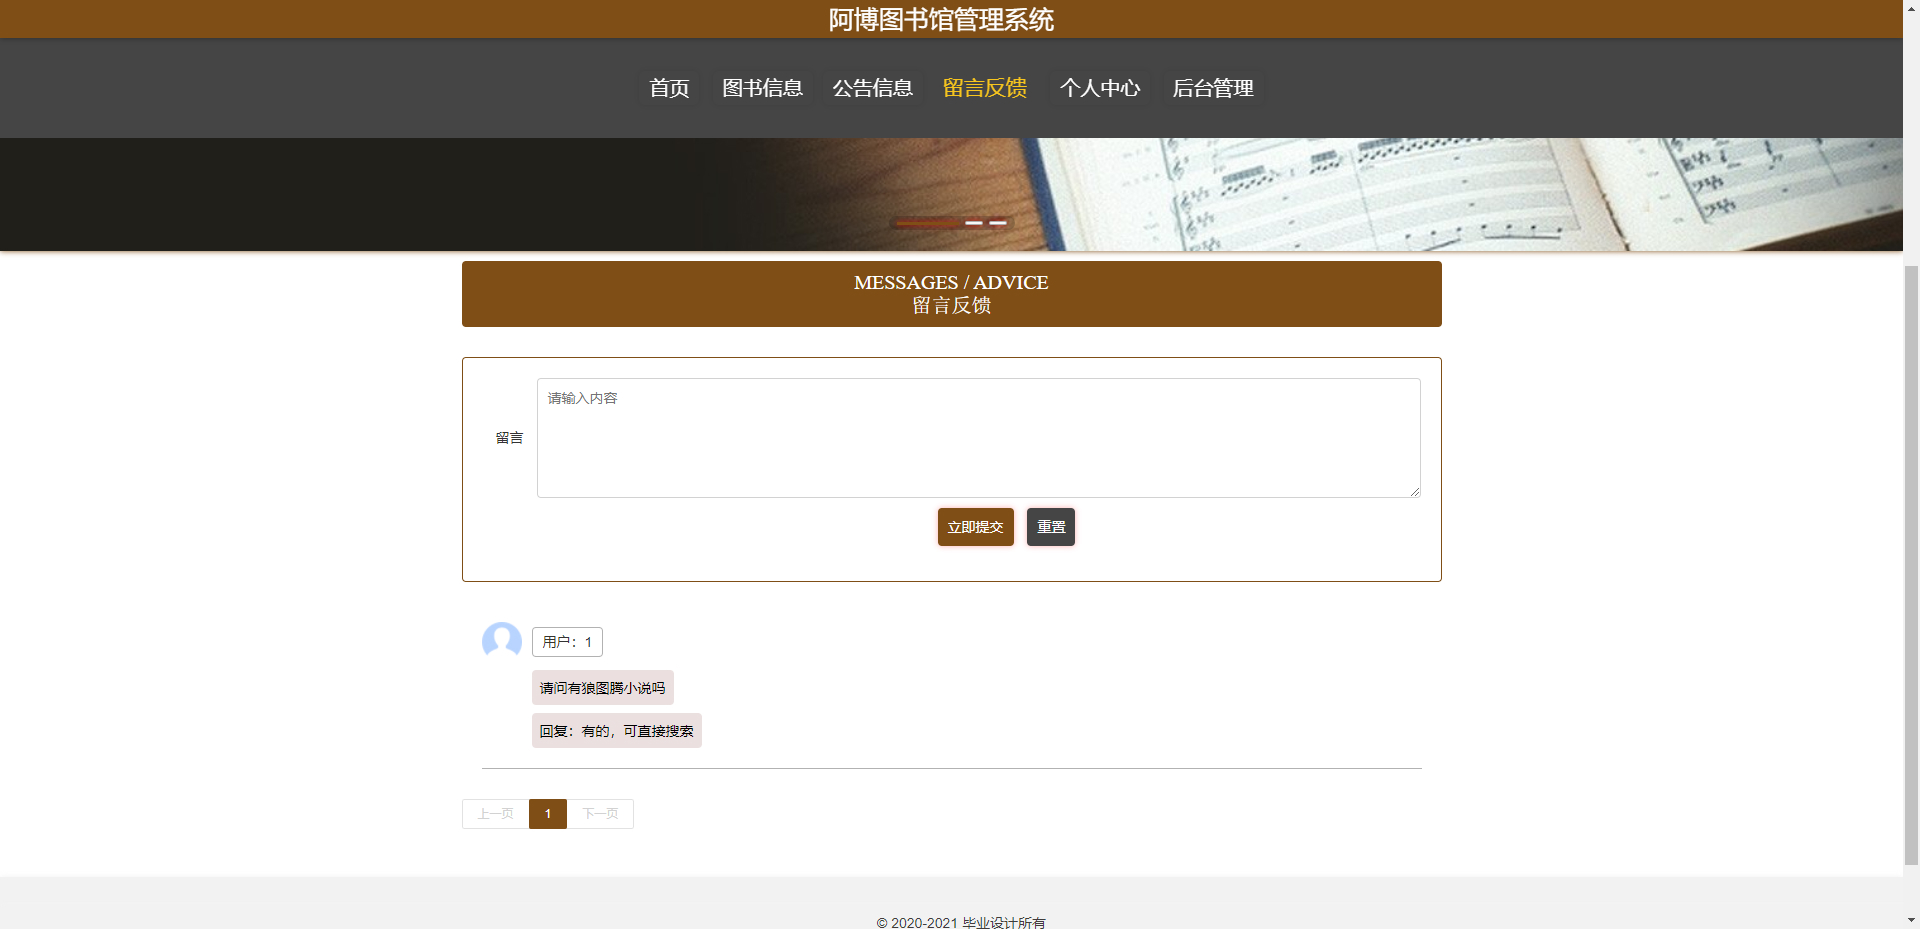 阿博图书馆管理系统
首页 图书信息 公告信息 留言反馈 个人中心 后台管理
MESSAGES / ADVICE
留言反馈
请输入内容
留言
立即提交 重置
用户：1
请问有狼图腾小说吗
回复：有的，可直接搜索
上一页 1 下一页
© 2020-2021 毕业设计所有